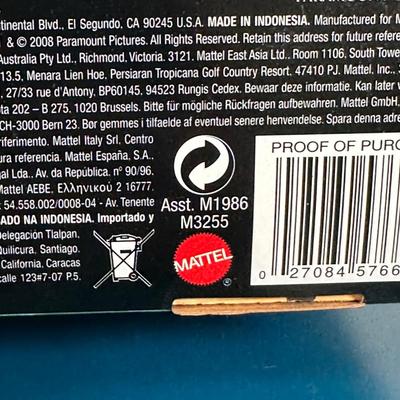 tinental Blvd., El Segundo, CA 90245 U.S.A. MADE IN INDONESIA. Manufactured for M
& © 2008 Paramount Pictures. All Rights Reserved. Retain this address for future referen
Australia Pty Ltd., Richmond, Victoria. 3121. Mattel East Asia Ltd., Room 1106, South Tower
13.5, Menara Lien Hoe, Persiaran Tropicana Golf Country Resort, 47410 PJ. Mattel, Inc.,
, 27/33 rue d'Antony, BP60145, 94523 Rungis Cedex. Bewaar deze informatie. Kan later v
ta 202 - B 275. 1020 Brussels. Bitte für mögliche Rückfragen aufbewahren. Mattel GmbH,
CH-3000 Bern 23. Bor gemmes i tilfælde af eventuel senere henvendelse. Spara denna adre
f. Mattel Italy Srl, Centro
ura referencia. Mattel España, S.A.,
gal Lda., Av. da República, nº 90/96,
Mattel AEBE, Ελληνικού 2 16777,
: 54.558.002/0008-04 - Av. Tenente
ADO NA INDONESIA. Importado y
Delegación Tlalpan,
Quilicura, Santiago.
California, Caracas
calle 123#7-07 P.5.
Asst. M1986
M3255
MATTEL
PROOF OF PURC
0 27084 5766